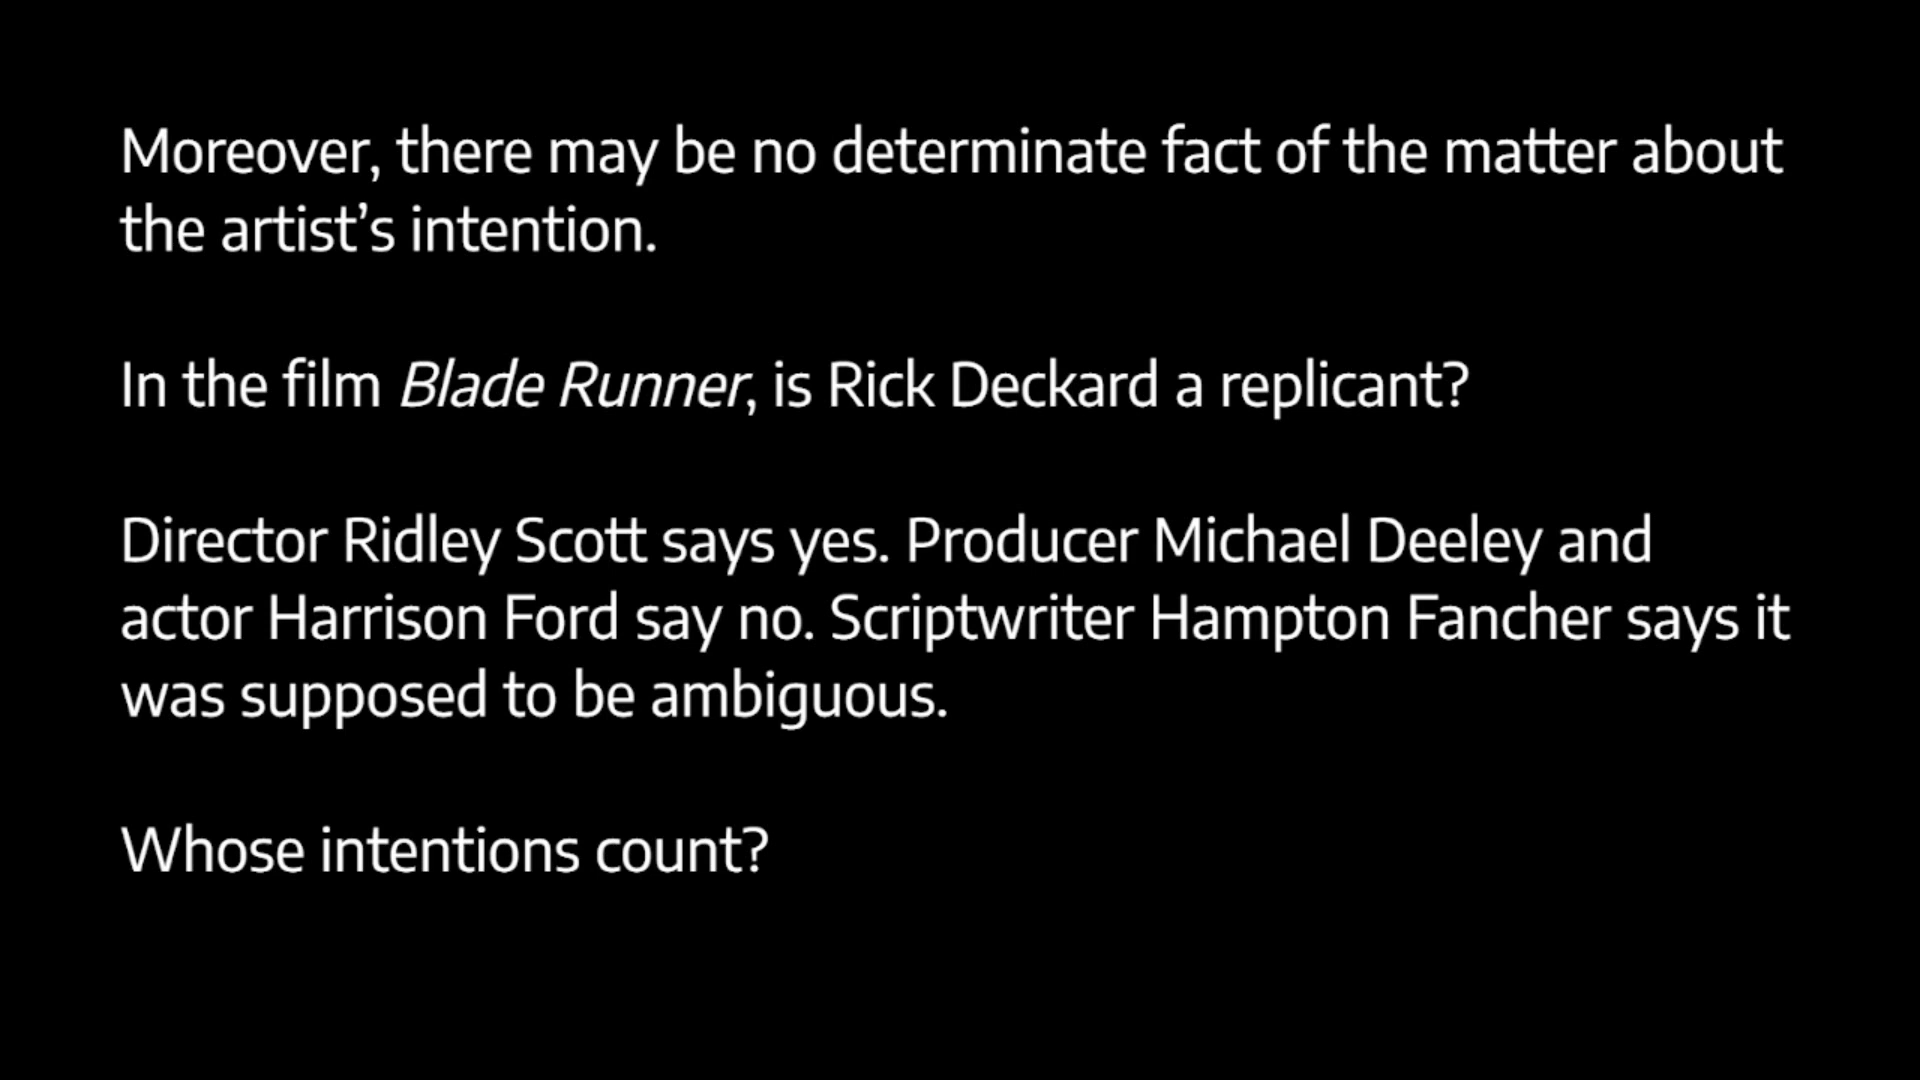 Moreover, there may be no determinate fact of the matter about
the artist’s intention.
In the film Blade Runner, is Rick Deckard a replicant?
Director Ridley Scott says yes. Producer Michael Deeley and
actor Harrison Ford say no. Scriptwriter Hampton Fancher says it
was supposed to be ambiguous.
Whose intentions count?